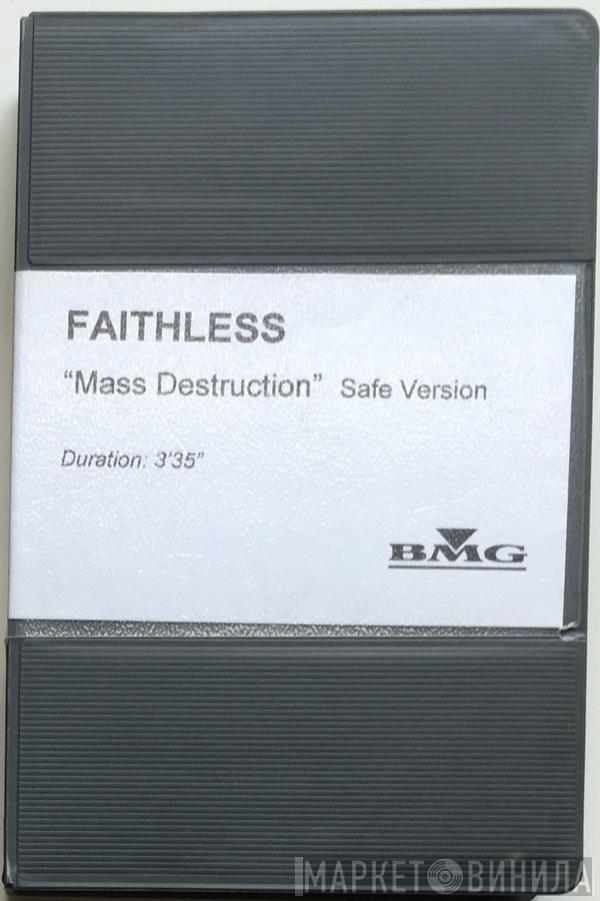 FAITHLESS
“Mass Destruction” Safe Version
Duration: 3'35”
BMG
МАРКЕТ ВИНИЛА